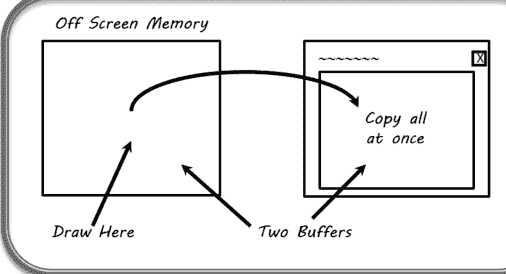 Off Screen Memory
~~~~~~~
X
Copy all
at once
Draw Here
Two Buffers